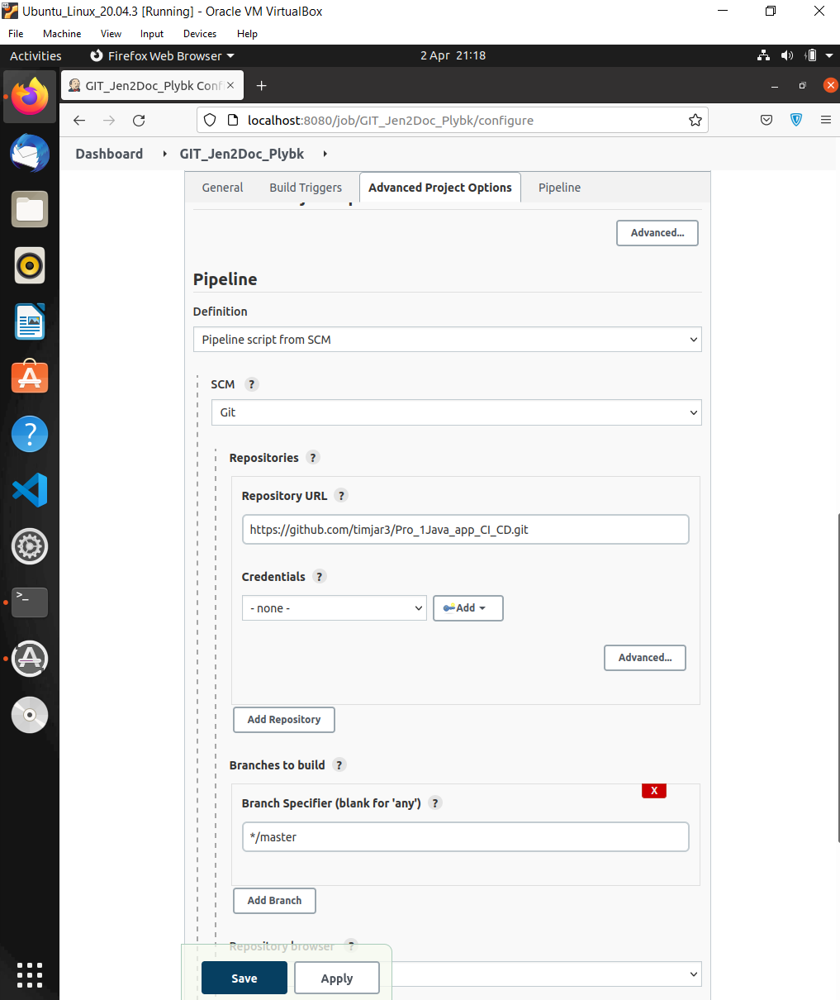 Ubuntu_Linux_20.04.3 [Running] - Oracle VM VirtualBox
File Machine View Input Devices Help
Activities Firefox Web Browser 2 Apr 21:18
GIT_Jen2Doc_Plybk Conf
localhost:8080/job/GIT_Jen2Doc_Plybk/configure
Dashboard GIT_Jen2Doc_Plybk
General Build Triggers Advanced Project Options Pipeline
Advanced...
Pipeline
Definition
Pipeline script from SCM
SCM ?
Git
Repositories ?
Repository URL ?
https://github.com/timjar3/Pro_1Java_app_CI_CD.git
Credentials ?
- none - Add
Advanced...
Add Repository
Branches to build ?
X
Branch Specifier (blank for 'any') ?
*/master
Add Branch
Repository browser ?
Save Apply